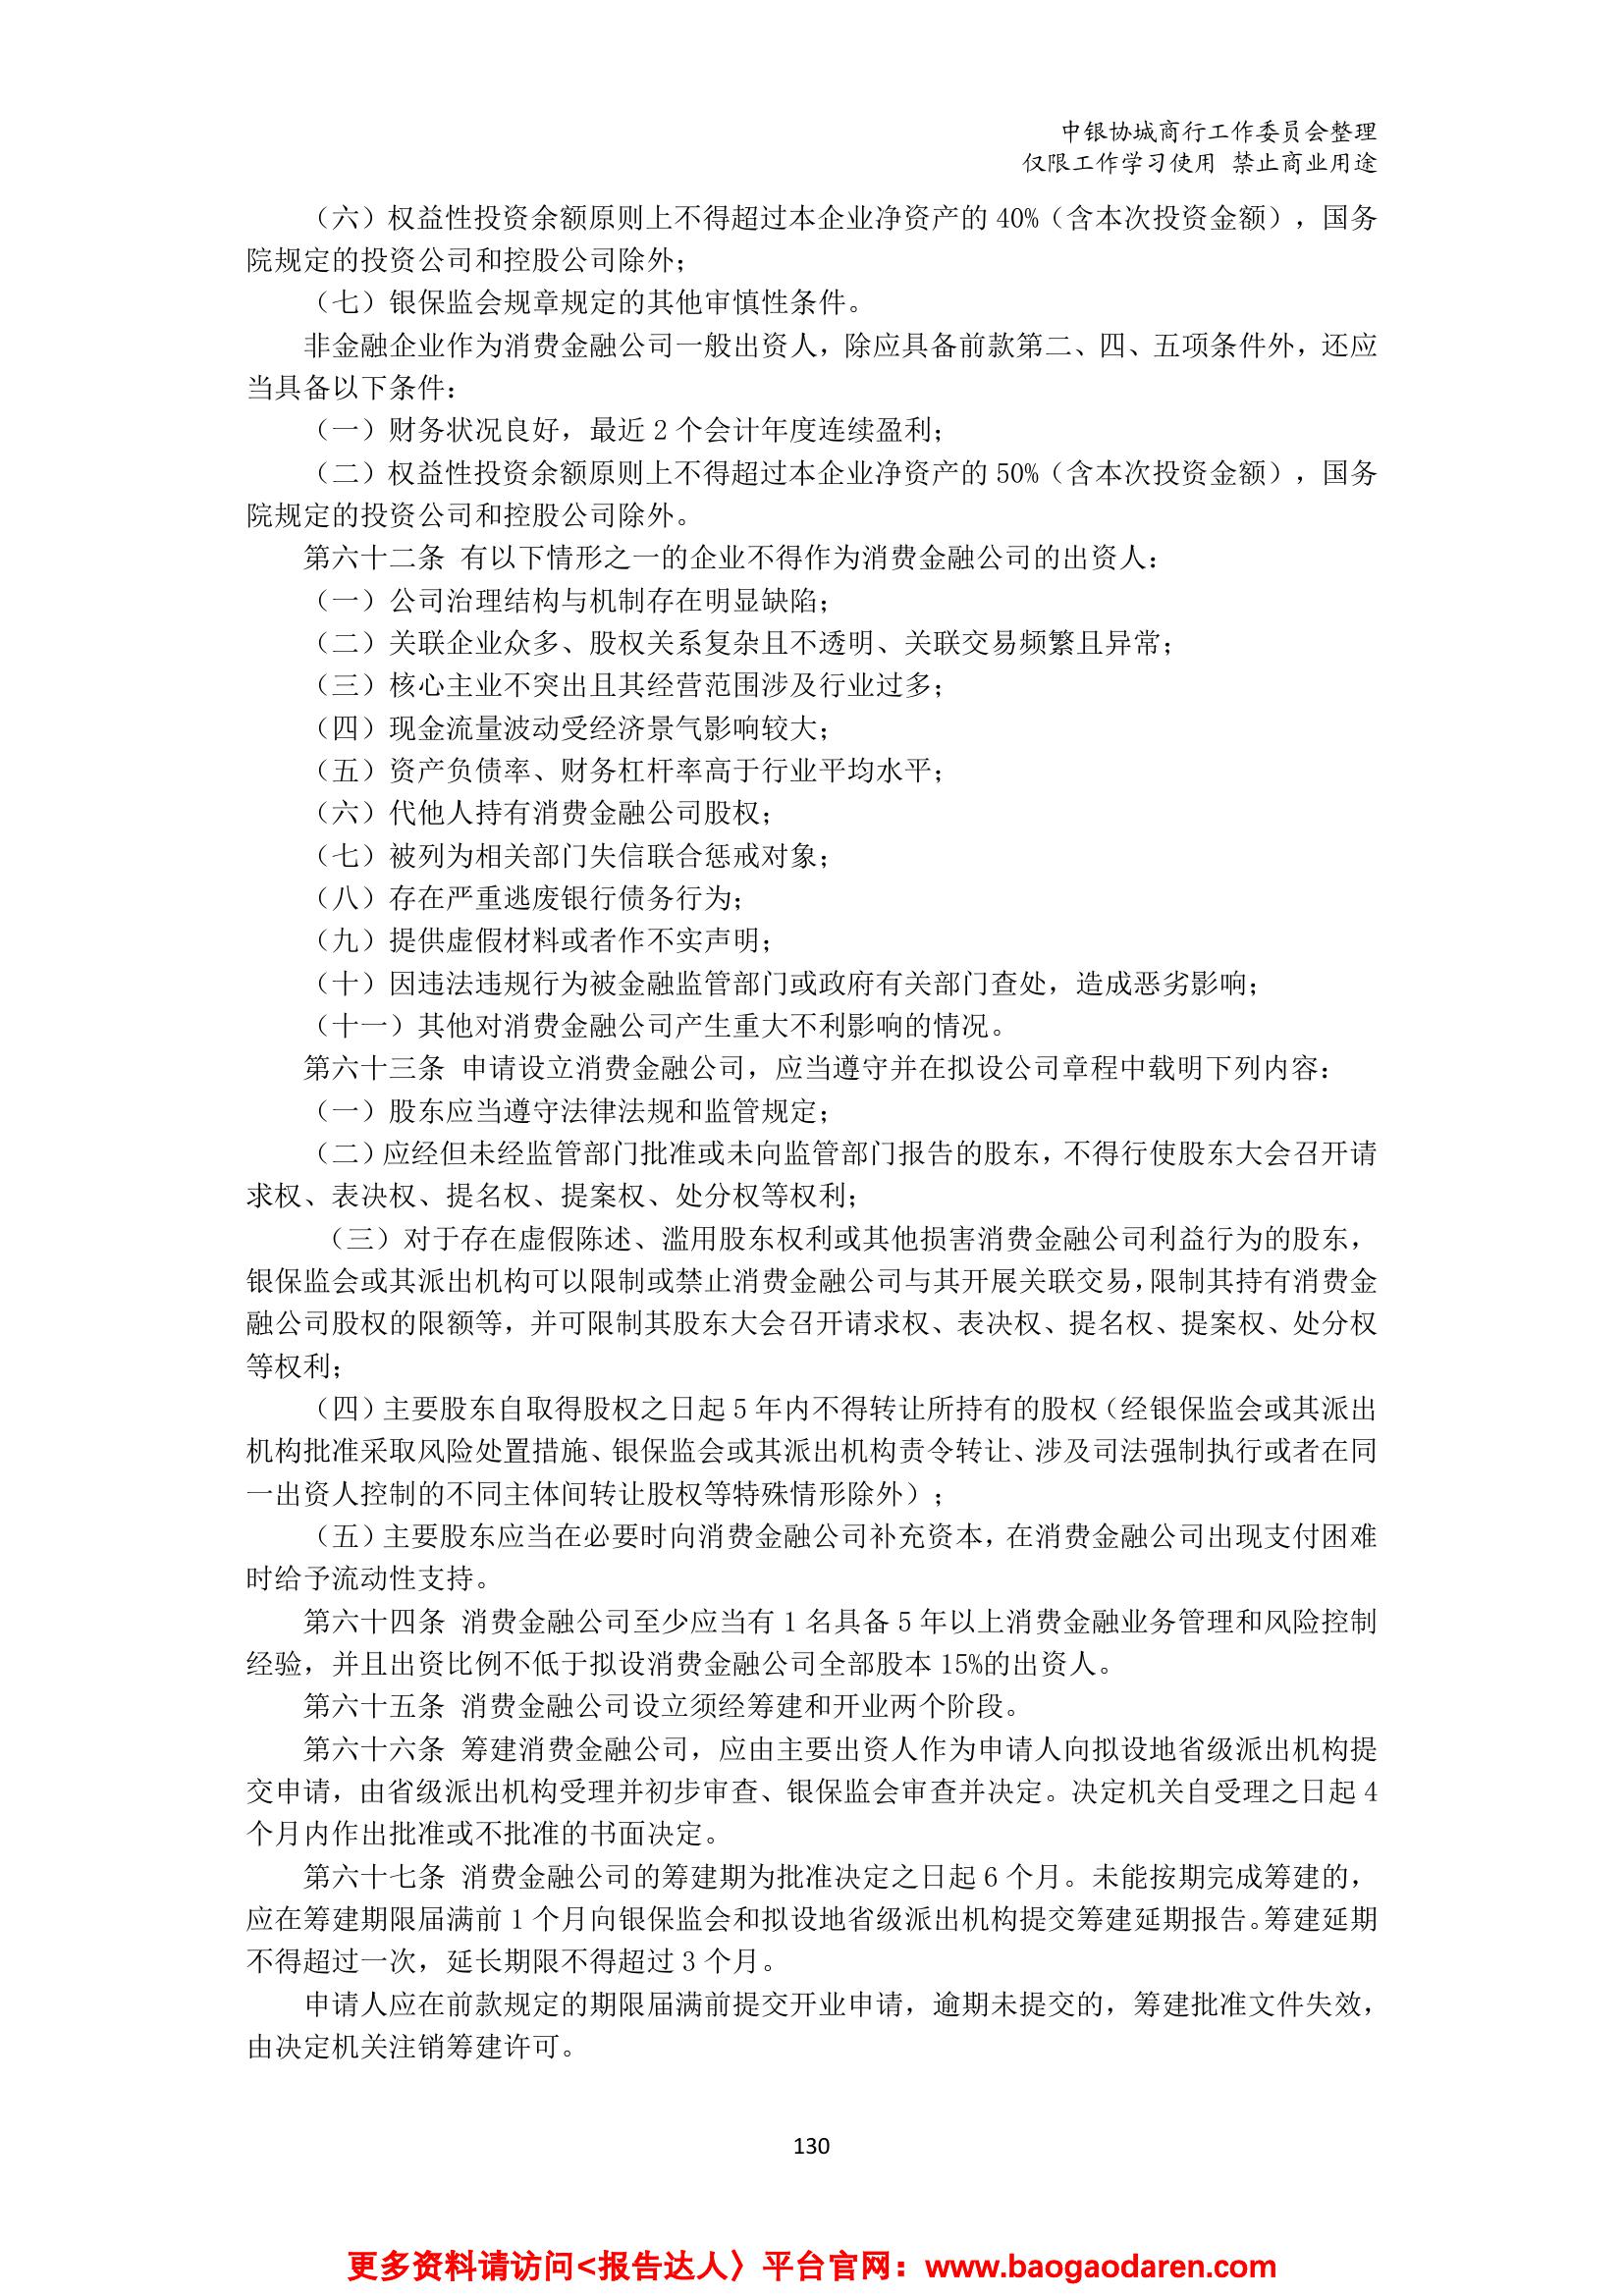 中银协城商行工作委员会整理
仅限工作学习使用 禁止商业用途
（六）权益性投资余额原则上不得超过本企业净资产的 40%（含本次投资金额），国务
院规定的投资公司和控股公司除外；
（七）银保监会规章规定的其他审慎性条件。
非金融企业作为消费金融公司一般出资人，除应具备前款第二、四、五项条件外，还应
当具备以下条件：
（一）财务状况良好，最近 2 个会计年度连续盈利；
（二）权益性投资余额原则上不得超过本企业净资产的 50%（含本次投资金额），国务
院规定的投资公司和控股公司除外。
第六十二条 有以下情形之一的企业不得作为消费金融公司的出资人：
（一）公司治理结构与机制存在明显缺陷；
（二）关联企业众多、股权关系复杂且不透明、关联交易频繁且异常；
（三）核心主业不突出且其经营范围涉及行业过多；
（四）现金流量波动受经济景气影响较大；
（五）资产负债率、财务杠杆率高于行业平均水平；
（六）代他人持有消费金融公司股权；
（七）被列为相关部门失信联合惩戒对象；
（八）存在严重逃废银行债务行为；
（九）提供虚假材料或者作不实声明；
（十）因违法违规行为被金融监管部门或政府有关部门查处，造成恶劣影响；
（十一）其他对消费金融公司产生重大不利影响的情况。
第六十三条 申请设立消费金融公司，应当遵守并在拟设公司章程中载明下列内容：
（一）股东应当遵守法律法规和监管规定；
（二）应经但未经监管部门批准或未向监管部门报告的股东，不得行使股东大会召开请
求权、表决权、提名权、提案权、处分权等权利；
（三）对于存在虚假陈述、滥用股东权利或其他损害消费金融公司利益行为的股东，
银保监会或其派出机构可以限制或禁止消费金融公司与其开展关联交易，限制其持有消费金
融公司股权的限额等，并可限制其股东大会召开请求权、表决权、提名权、提案权、处分权
等权利；
（四）主要股东自取得股权之日起 5 年内不得转让所持有的股权（经银保监会或其派出
机构批准采取风险处置措施、银保监会或其派出机构责令转让、涉及司法强制执行或者在同
一出资人控制的不同主体间转让股权等特殊情形除外）；
（五）主要股东应当在必要时向消费金融公司补充资本，在消费金融公司出现支付困难
时给予流动性支持。
第六十四条 消费金融公司至少应当有 1 名具备 5 年以上消费金融业务管理和风险控制
经验，并且出资比例不低于拟设消费金融公司全部股本 15%的出资人。
第六十五条 消费金融公司设立须经筹建和开业两个阶段。
第六十六条 筹建消费金融公司，应由主要出资人作为申请人向拟设地省级派出机构提
交申请，由省级派出机构受理并初步审查、银保监会审查并决定。决定机关自受理之日起 4
个月内作出批准或不批准的书面决定。
第六十七条 消费金融公司的筹建期为批准决定之日起 6 个月。未能按期完成筹建的，
应在筹建期限届满前 1 个月向银保监会和拟设地省级派出机构提交筹建延期报告。筹建延期
不得超过一次，延长期限不得超过 3 个月。
申请人应在前款规定的期限届满前提交开业申请，逾期未提交的，筹建批准文件失效，
由决定机关注销筹建许可。
130
更多资料请访问<报告达人〉平台官网：www.baogaodaren.com